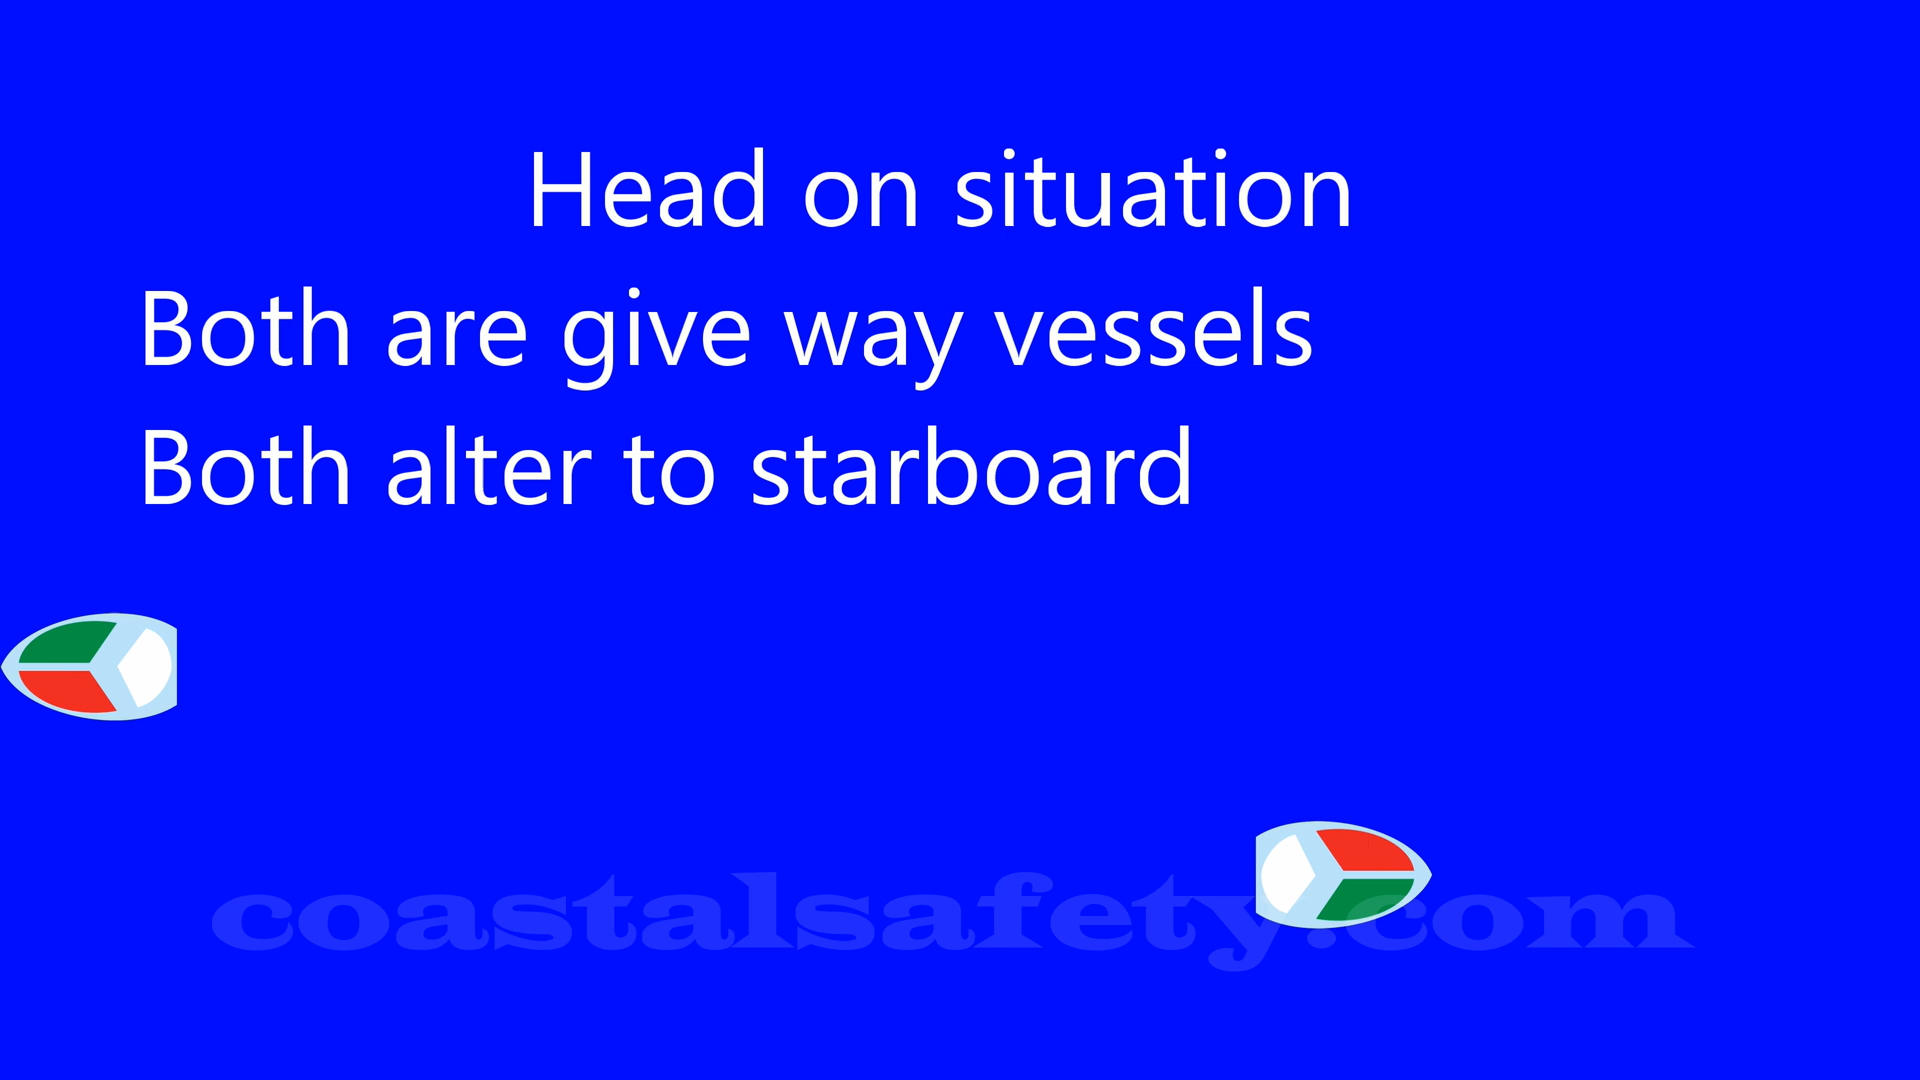 Head on situation
Both are give way vessels
Both alter to starboard
coastalsafety.com